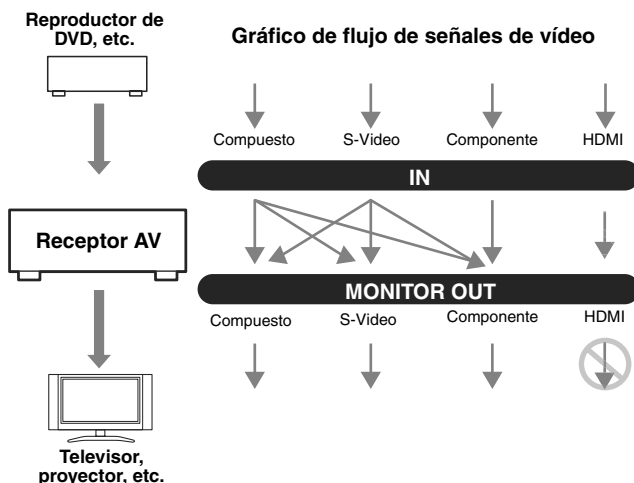 Reproductor de
DVD, etc.
Gráfico de flujo de señales de vídeo
Compuesto S-Video Componente HDMI
IN
Receptor AV
MONITOR OUT
Compuesto S-Video Componente HDMI
Televisor,
proyector, etc.